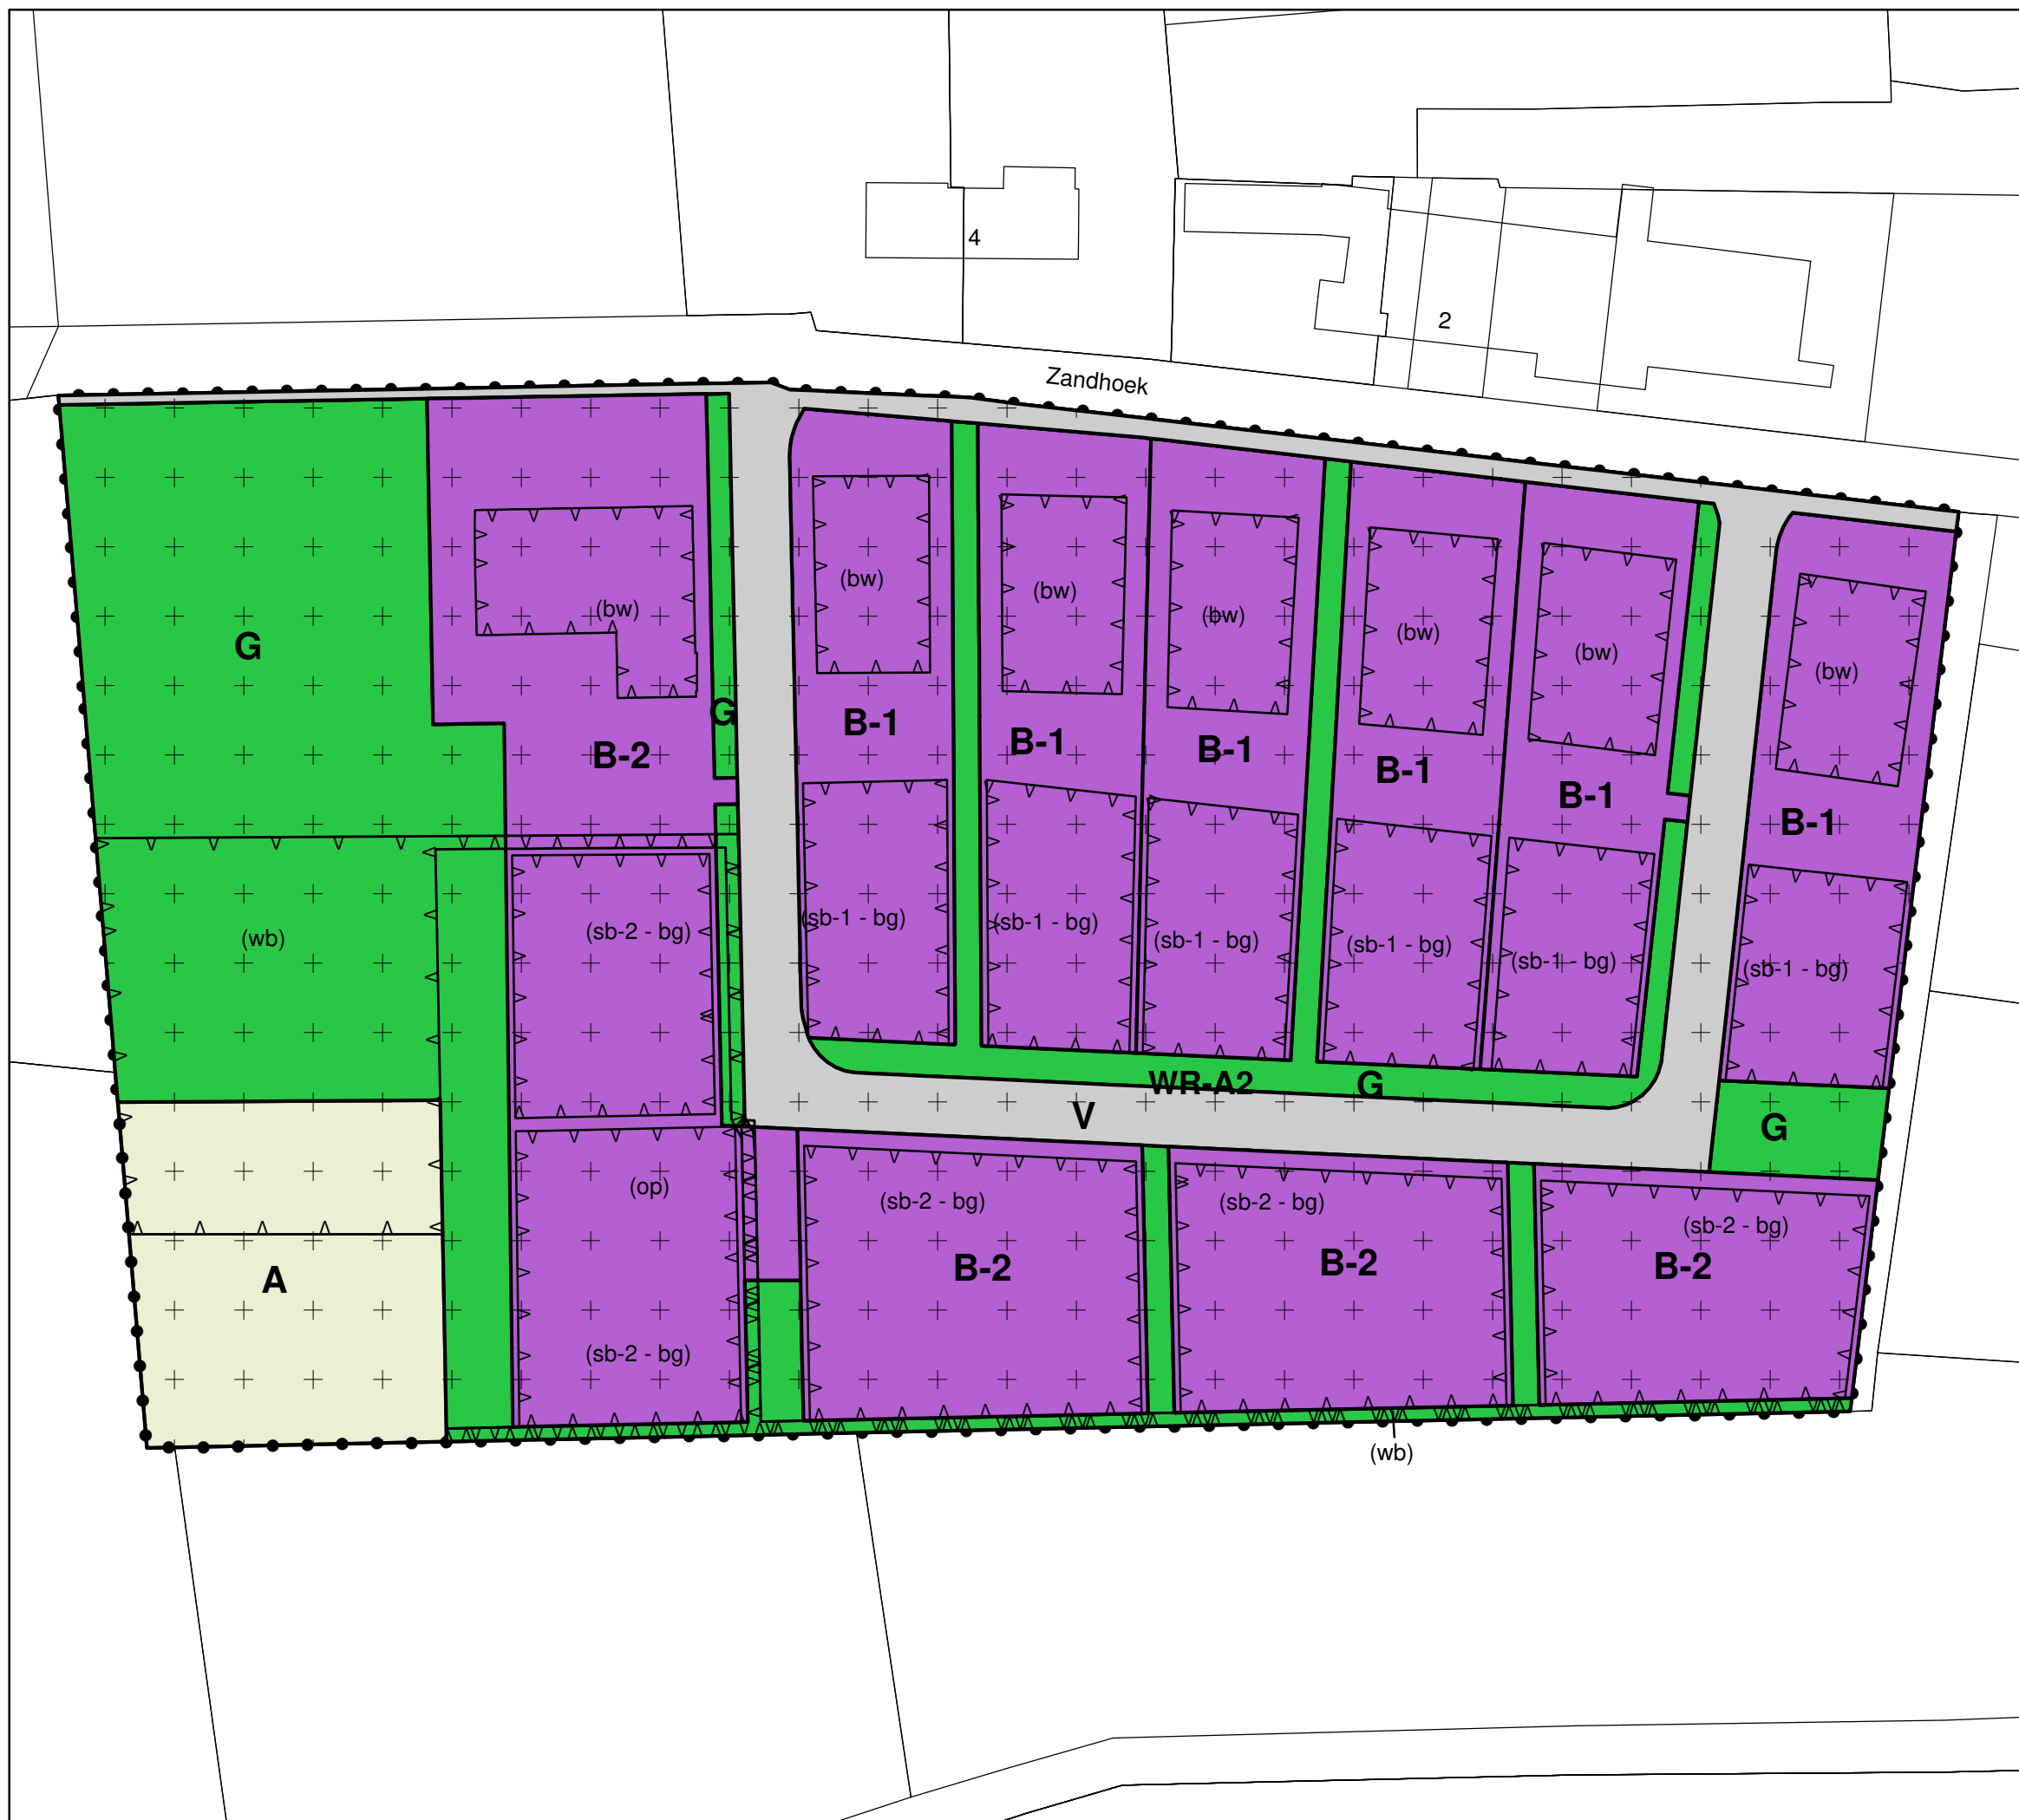 4
2
Zandhoek
(bw)
(bw)
(bw)
(bw)
(bw)
(bw)
(bw)
G
G
B-2
B-1
B-1
B-1
B-1
B-1
B-1
(wb)
(sb-2 - bg)
(sb-1 - bg)
(sb-1 - bg)
(sb-1 - bg)
(sb-1 - bg)
(sb-1 - bg)
(sb-1 - bg)
WR-A2
G
V
G
(op)
(sb-2 - bg)
(sb-2 - bg)
(sb-2 - bg)
A
B-2
B-2
B-2
(sb-2 - bg)
(wb)